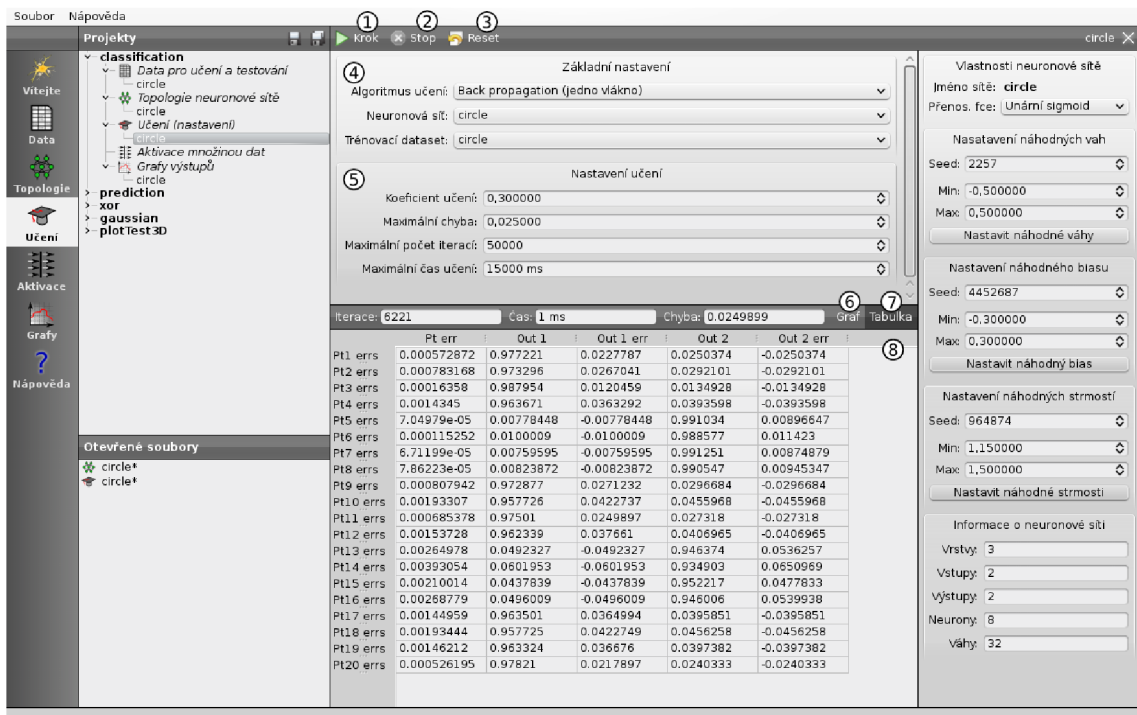 Soubor Nápověda
Projekty
Vítejte
Data
Topologie
Učení
Aktivace
Grafy
Nápověda
classification
Data pro učení a testování
circle
Topologie neuronové sítě
circle
Učení (nastavení)
circle
Aktivace množinou dat
Grafy výstupů
circle
prediction
xor
gaussian
plotTest3D
Otevřené soubory
circle*
circle*
1 2 3
Krok Stop Reset circle
4 Základní nastavení
Algoritmus učení: Back propagation (jedno vlákno)
Neuronová síť: circle
Trénovací dataset: circle
5 Nastavení učení
Koeficient učení: 0,300000
Maximální chyba: 0,025000
Maximální počet iterací: 50000
Maximální čas učení: 15000 ms
6 7
Iterace: 6221 Čas: 1 ms Chyba: 0.0249899 Graf Tabulka
8
Pt err Out 1 Out 1 err Out 2 Out 2 err
Pt1 errs 0.000572872 0.977221 0.0227787 0.0250374 -0.0250374
Pt2 errs 0.000783168 0.973296 0.0267041 0.0292101 -0.0292101
Pt3 errs 0.00016358 0.987954 0.0120459 0.0134928 -0.0134928
Pt4 errs 0.0014345 0.963671 0.0363292 0.0393598 -0.0393598
Pt5 errs 7.04979e-05 0.00778448 -0.00778448 0.991034 0.00896647
Pt6 errs 0.000115252 0.0100009 -0.0100009 0.988577 0.011423
Pt7 errs 6.71199e-05 0.00759595 -0.00759595 0.991251 0.00874879
Pt8 errs 7.86223e-05 0.00823872 -0.00823872 0.990547 0.00945347
Pt9 errs 0.000807942 0.972877 0.0271232 0.0296684 -0.0296684
Pt10 errs 0.00193307 0.957726 0.0422737 0.0455968 -0.0455968
Pt11 errs 0.000685378 0.97501 0.0249897 0.027318 -0.027318
Pt12 errs 0.00153728 0.962339 0.037661 0.0406965 -0.0406965
Pt13 errs 0.00264978 0.0492327 -0.0492327 0.946374 0.0536257
Pt14 errs 0.00393054 0.0601953 -0.0601953 0.934903 0.0650969
Pt15 errs 0.00210014 0.0437839 -0.0437839 0.952217 0.0477833
Pt16 errs 0.00268779 0.0496009 -0.0496009 0.946006 0.0539938
Pt17 errs 0.00144959 0.963501 0.0364994 0.0395851 -0.0395851
Pt18 errs 0.00193444 0.957725 0.0422749 0.0456258 -0.0456258
Pt19 errs 0.00146212 0.963324 0.036676 0.0397382 -0.0397382
Pt20 errs 0.000526195 0.97821 0.0217897 0.0240333 -0.0240333
Vlastnosti neuronové sítě
Jméno sítě: circle
Přenos. fce: Unární sigmoid
Nasatavení náhodných vah
Seed: 2257
Min: -0,500000
Max: 0,500000
Nastavit náhodné váhy
Nastavení náhodného biasu
Seed: 4452687
Min: -0,300000
Max: 0,300000
Nastavit náhodný bias
Nastavení náhodných strmostí
Seed: 964874
Min: 1,150000
Max: 1,500000
Nastavit náhodné strmosti
Informace o neuronové síti
Vrstvy: 3
Vstupy: 2
Výstupy: 2
Neurony: 8
Váhy: 32